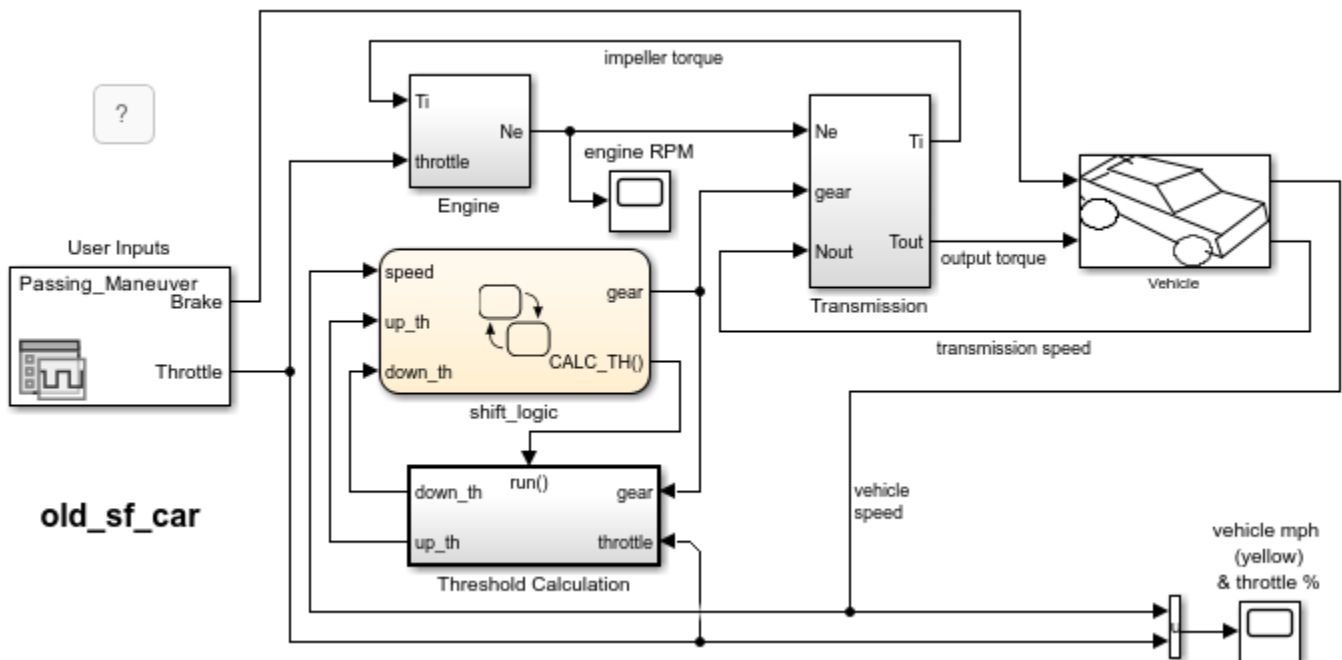 impeller torque
?
Ti
Ne
throttle
Engine
engine RPM
Ne
Ti
gear
Nout
Tout
Transmission
output torque
Vehicle
transmission speed
User Inputs
Passing_Maneuver
Brake
Throttle
speed
gear
up_th
CALC_TH()
down_th
shift_logic
run()
down_th
gear
up_th
throttle
Threshold Calculation
old_sf_car
vehicle
speed
vehicle mph
(yellow)
& throttle %